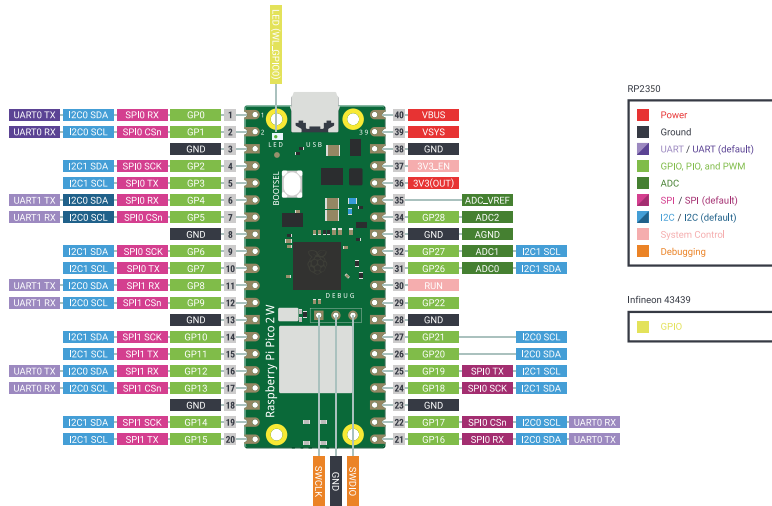 LED (WL_GPIO0)
UART0 TX I2C0 SDA SPI0 RX GP0 1
UART0 RX I2C0 SCL SPI0 CSn GP1 2
GND 3
I2C1 SDA SPI0 SCK GP2 4
I2C1 SCL SPI0 TX GP3 5
UART1 TX I2C0 SDA SPI0 RX GP4 6
UART1 RX I2C0 SCL SPI0 CSn GP5 7
GND 8
I2C1 SDA SPI0 SCK GP6 9
I2C1 SCL SPI0 TX GP7 10
UART1 TX I2C0 SDA SPI1 RX GP8 11
UART1 RX I2C0 SCL SPI1 CSn GP9 12
GND 13
I2C1 SDA SPI1 SCK GP10 14
I2C1 SCL SPI1 TX GP11 15
UART0 TX I2C0 SDA SPI1 RX GP12 16
UART0 RX I2C0 SCL SPI1 CSn GP13 17
GND 18
I2C1 SDA SPI1 SCK GP14 19
I2C1 SCL SPI1 TX GP15 20
1
2
39
LED
USB
BOOTSEL
DEBUG
Raspberry Pi Pico 2 W
SWCLK
GND
SWDIO
40 VBUS
39 VSYS
38 GND
37 3V3_EN
36 3V3(OUT)
35 ADC_VREF
34 GP28 ADC2
33 GND AGND
32 GP27 ADC1 I2C1 SCL
31 GP26 ADC0 I2C1 SDA
30 RUN
29 GP22
28 GND
27 GP21 I2C0 SCL
26 GP20 I2C0 SDA
25 GP19 SPI0 TX I2C1 SCL
24 GP18 SPI0 SCK I2C1 SDA
23 GND
22 GP17 SPI0 CSn I2C0 SCL UART0 RX
21 GP16 SPI0 RX I2C0 SDA UART0 TX
RP2350
Power
Ground
UART / UART (default)
GPIO, PIO, and PWM
ADC
SPI / SPI (default)
I2C / I2C (default)
System Control
Debugging
Infineon 43439
GPIO